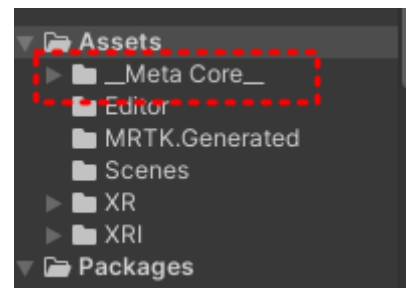 Assets
__Meta Core__
Editor
MRTK.Generated
Scenes
XR
XRI
Packages